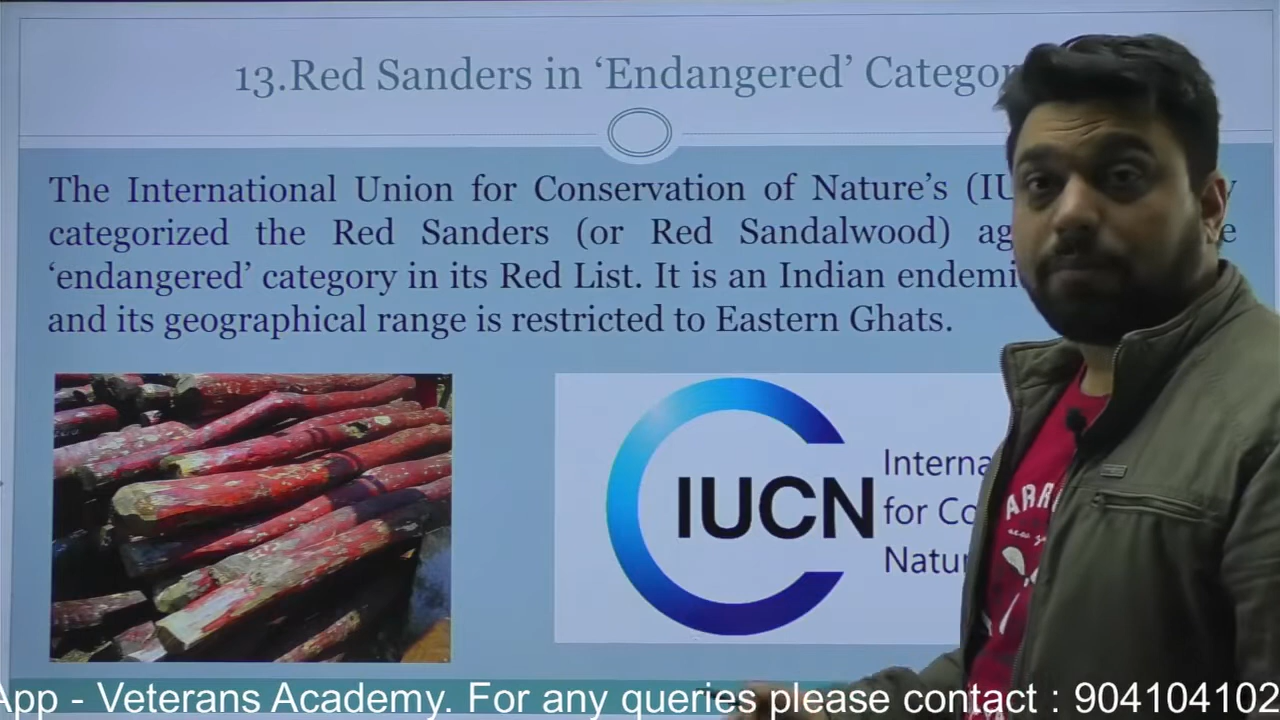 13.Red Sanders in ‘Endangered’ Categor
The International Union for Conservation of Nature’s (IU
categorized the Red Sanders (or Red Sandalwood) ag
‘endangered’ category in its Red List. It is an Indian endemi
and its geographical range is restricted to Eastern Ghats.
IUCN
Interna
for Co
Natu
ARR
App - Veterans Academy. For any queries please contact : 904104102